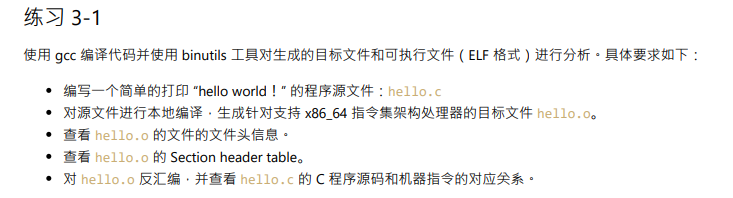 练习 3-1
使用 gcc 编译代码并使用 binutils 工具对生成的目标文件和可执行文件（ELF 格式）进行分析。具体要求如下：
• 编写一个简单的打印 “hello world！” 的程序源文件：hello.c
• 对源文件进行本地编译，生成针对支持 x86_64 指令集架构处理器的目标文件 hello.o。
• 查看 hello.o 的文件的文件头信息。
• 查看 hello.o 的 Section header table。
• 对 hello.o 反汇编，并查看 hello.c 的 C 程序源码和机器指令的对应关系。